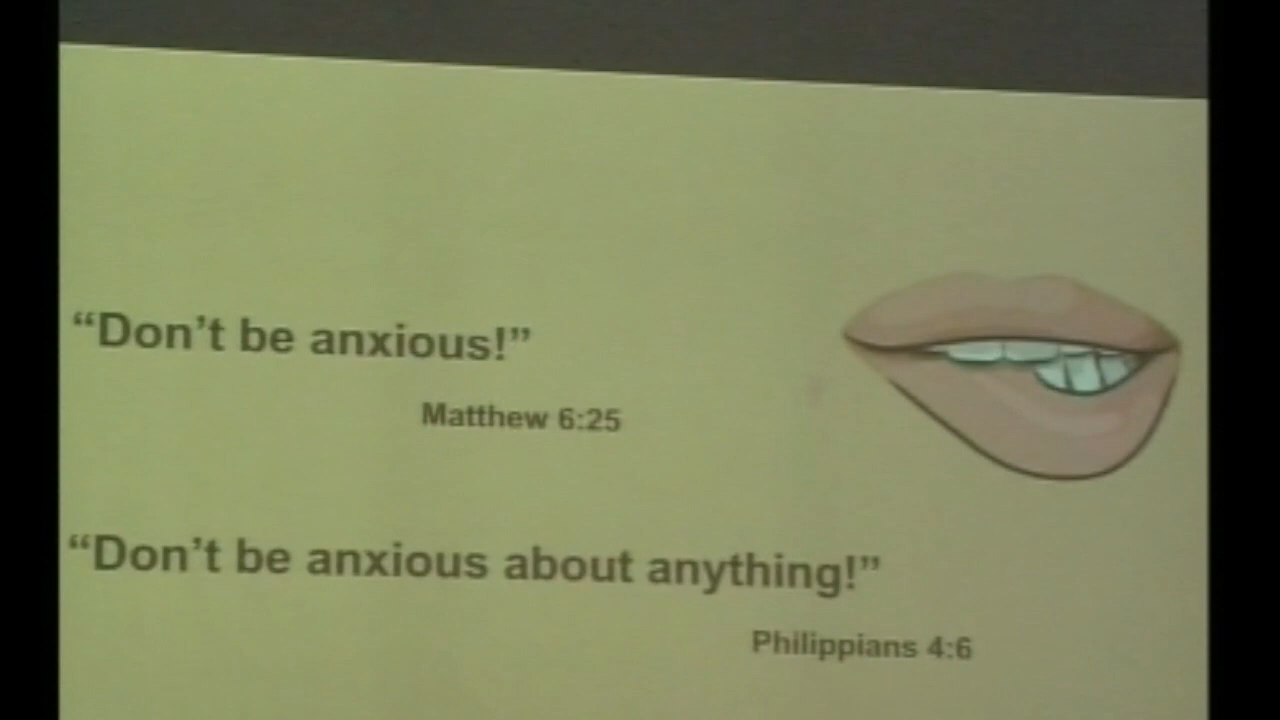 “Don’t be anxious!”
Matthew 6:25
“Don’t be anxious about anything!”
Philippians 4:6